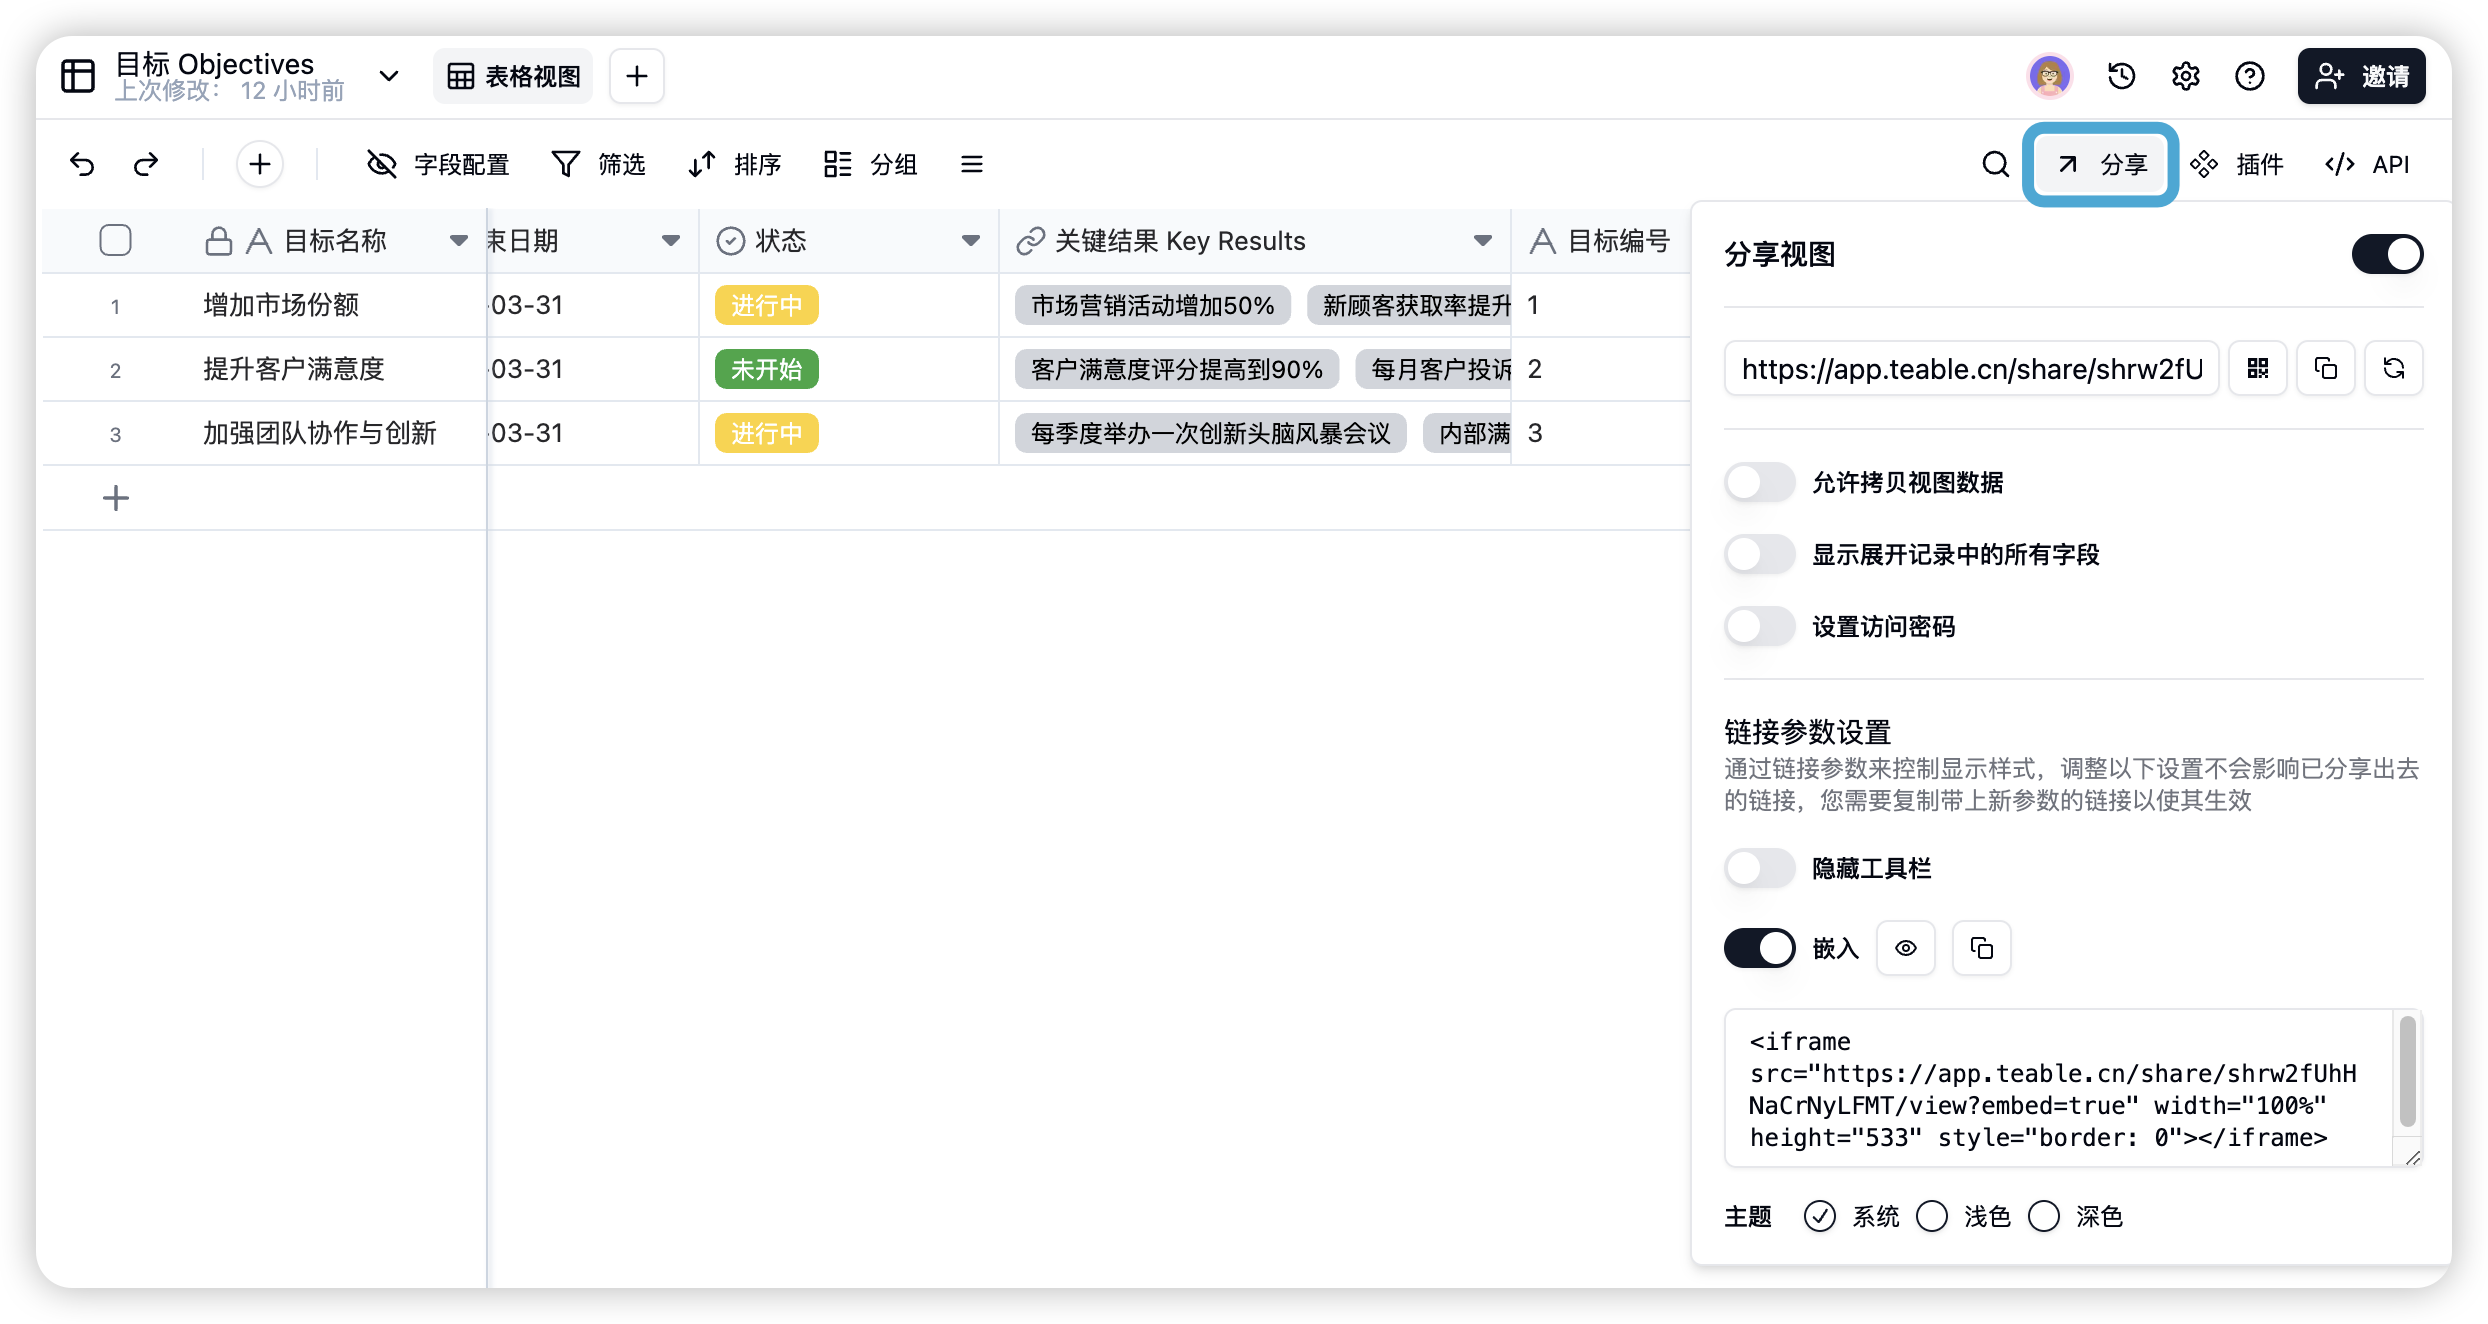 目标 Objectives
上次修改： 12 小时前
表格视图
邀请
字段配置
筛选
排序
分组
分享
插件
API
目标名称
束日期
状态
关键结果 Key Results
目标编号
1
增加市场份额
-03-31
进行中
市场营销活动增加50%
新顾客获取率提升
1
2
提升客户满意度
-03-31
未开始
客户满意度评分提高到90%
每月客户投诉
2
3
加强团队协作与创新
-03-31
进行中
每季度举办一次创新头脑风暴会议
内部满
3
分享视图
https://app.teable.cn/share/shrw2fU
允许拷贝视图数据
显示展开记录中的所有字段
设置访问密码
链接参数设置
通过链接参数来控制显示样式，调整以下设置不会影响已分享出去
的链接，您需要复制带上新参数的链接以使其生效
隐藏工具栏
嵌入
<iframe
src="https://app.teable.cn/share/shrw2fUhH
NaCrNyLFMT/view?embed=true" width="100%"
height="533" style="border: 0"></iframe>
主题
系统
浅色
深色